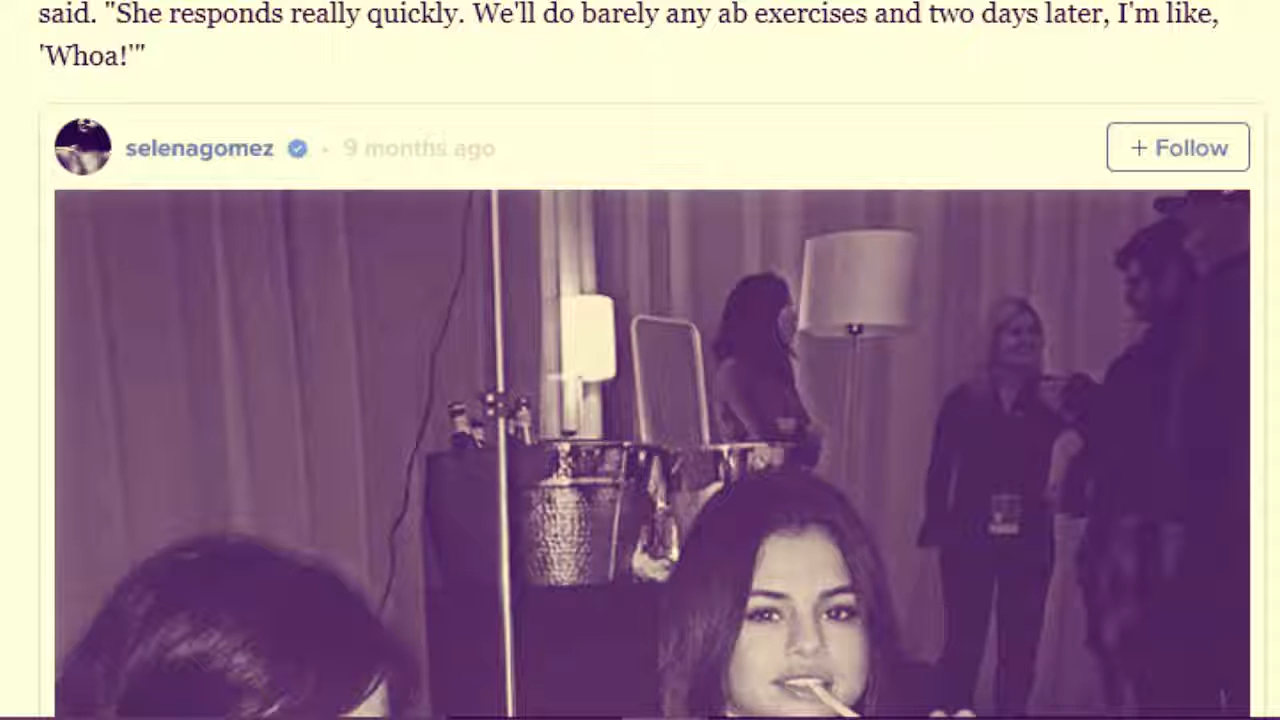 said. "She responds really quickly. We'll do barely any ab exercises and two days later, I'm like,
'Whoa!'"
selenagomez · 9 months ago
+ Follow